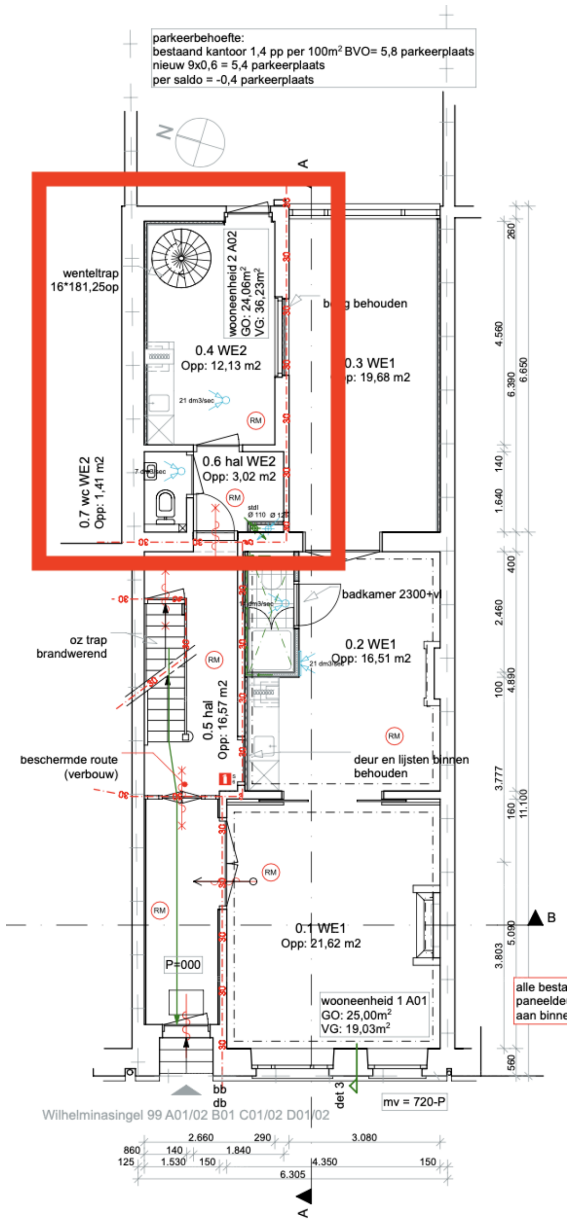 parkeerbehoefte:
bestaand kantoor 1,4 pp per 100m² BVO= 5,8 parkeerplaats
nieuw 9x0,6 = 5,4 parkeerplaats
per saldo = -0,4 parkeerplaats
N
A
30
260
wenteltrap
16*181,25op
wooneenheid 2 A02
GO: 24,06m²
VG: 36,23m²
behouden
4.560
6.650
6.390
0.4 WE2
Opp: 12,13 m2
0.3 WE1
: 19,68 m2
21 dm3/sec
RM
140
0.6 hal WE2
Opp: 3,02 m2
7 dm3/sec
RM
0.7 wc WE2
Opp: 1,41 m2
stdl
Ø 110
1.640
30
30
400
badkamer 2300+vl
2.460
oz trap
brandwerend
0.2 WE1
Opp: 16,51 m2
21 dm3/sec
RM
30
0.5 hal
Opp: 16,57 m2
100
4.890
RM
beschermde route
(verbouw)
deur en lijsten binnen
behouden
3.777
30
160
11.100
RM
RM
0.1 WE1
Opp: 21,62 m2
B
5.090
3.803
P=000
wooneenheid 1 A01
GO: 25,00m²
VG: 19,03m²
alle besta
paneelder
aan binne
560
bb
db
det 3
mv = 720-P
Wilhelminasingel 99 A01/02 B01 C01/02 D01/02
2.660
290
3.080
860
140
1.840
125
1.530
150
4.350
150
6.305
A